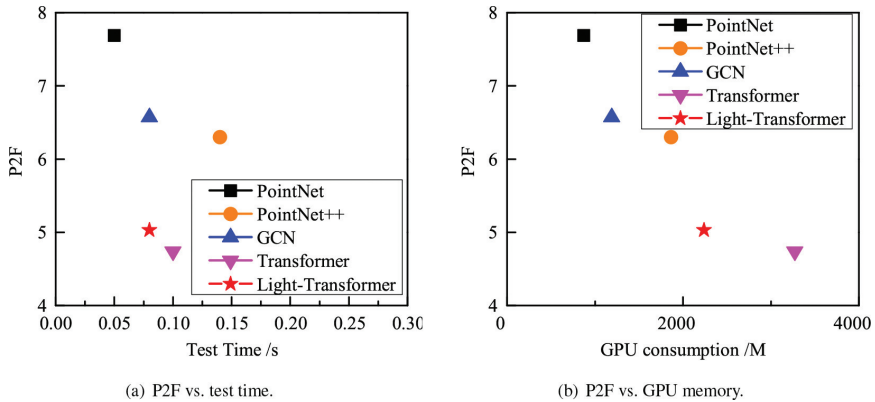 8
7
6
5
4
P2F
0.00
0.05
0.10
0.15
0.20
0.25
0.30
Test Time /s
PointNet
PointNet++
GCN
Transformer
Light-Transformer
(a) P2F vs. test time.
8
7
6
5
4
P2F
0
2000
4000
GPU consumption /M
PointNet
PointNet++
GCN
Transformer
Light-Transformer
(b) P2F vs. GPU memory.